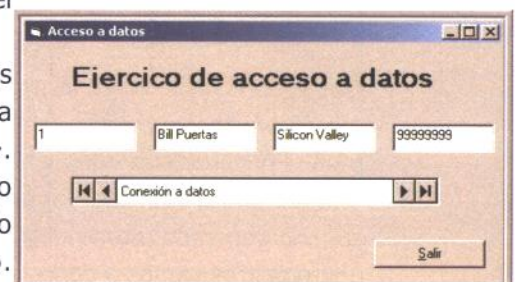 Acceso a datos
Ejercico de acceso a datos
1 Bill Puertas Silicon Valley 99999999
Conexión a datos
Salir